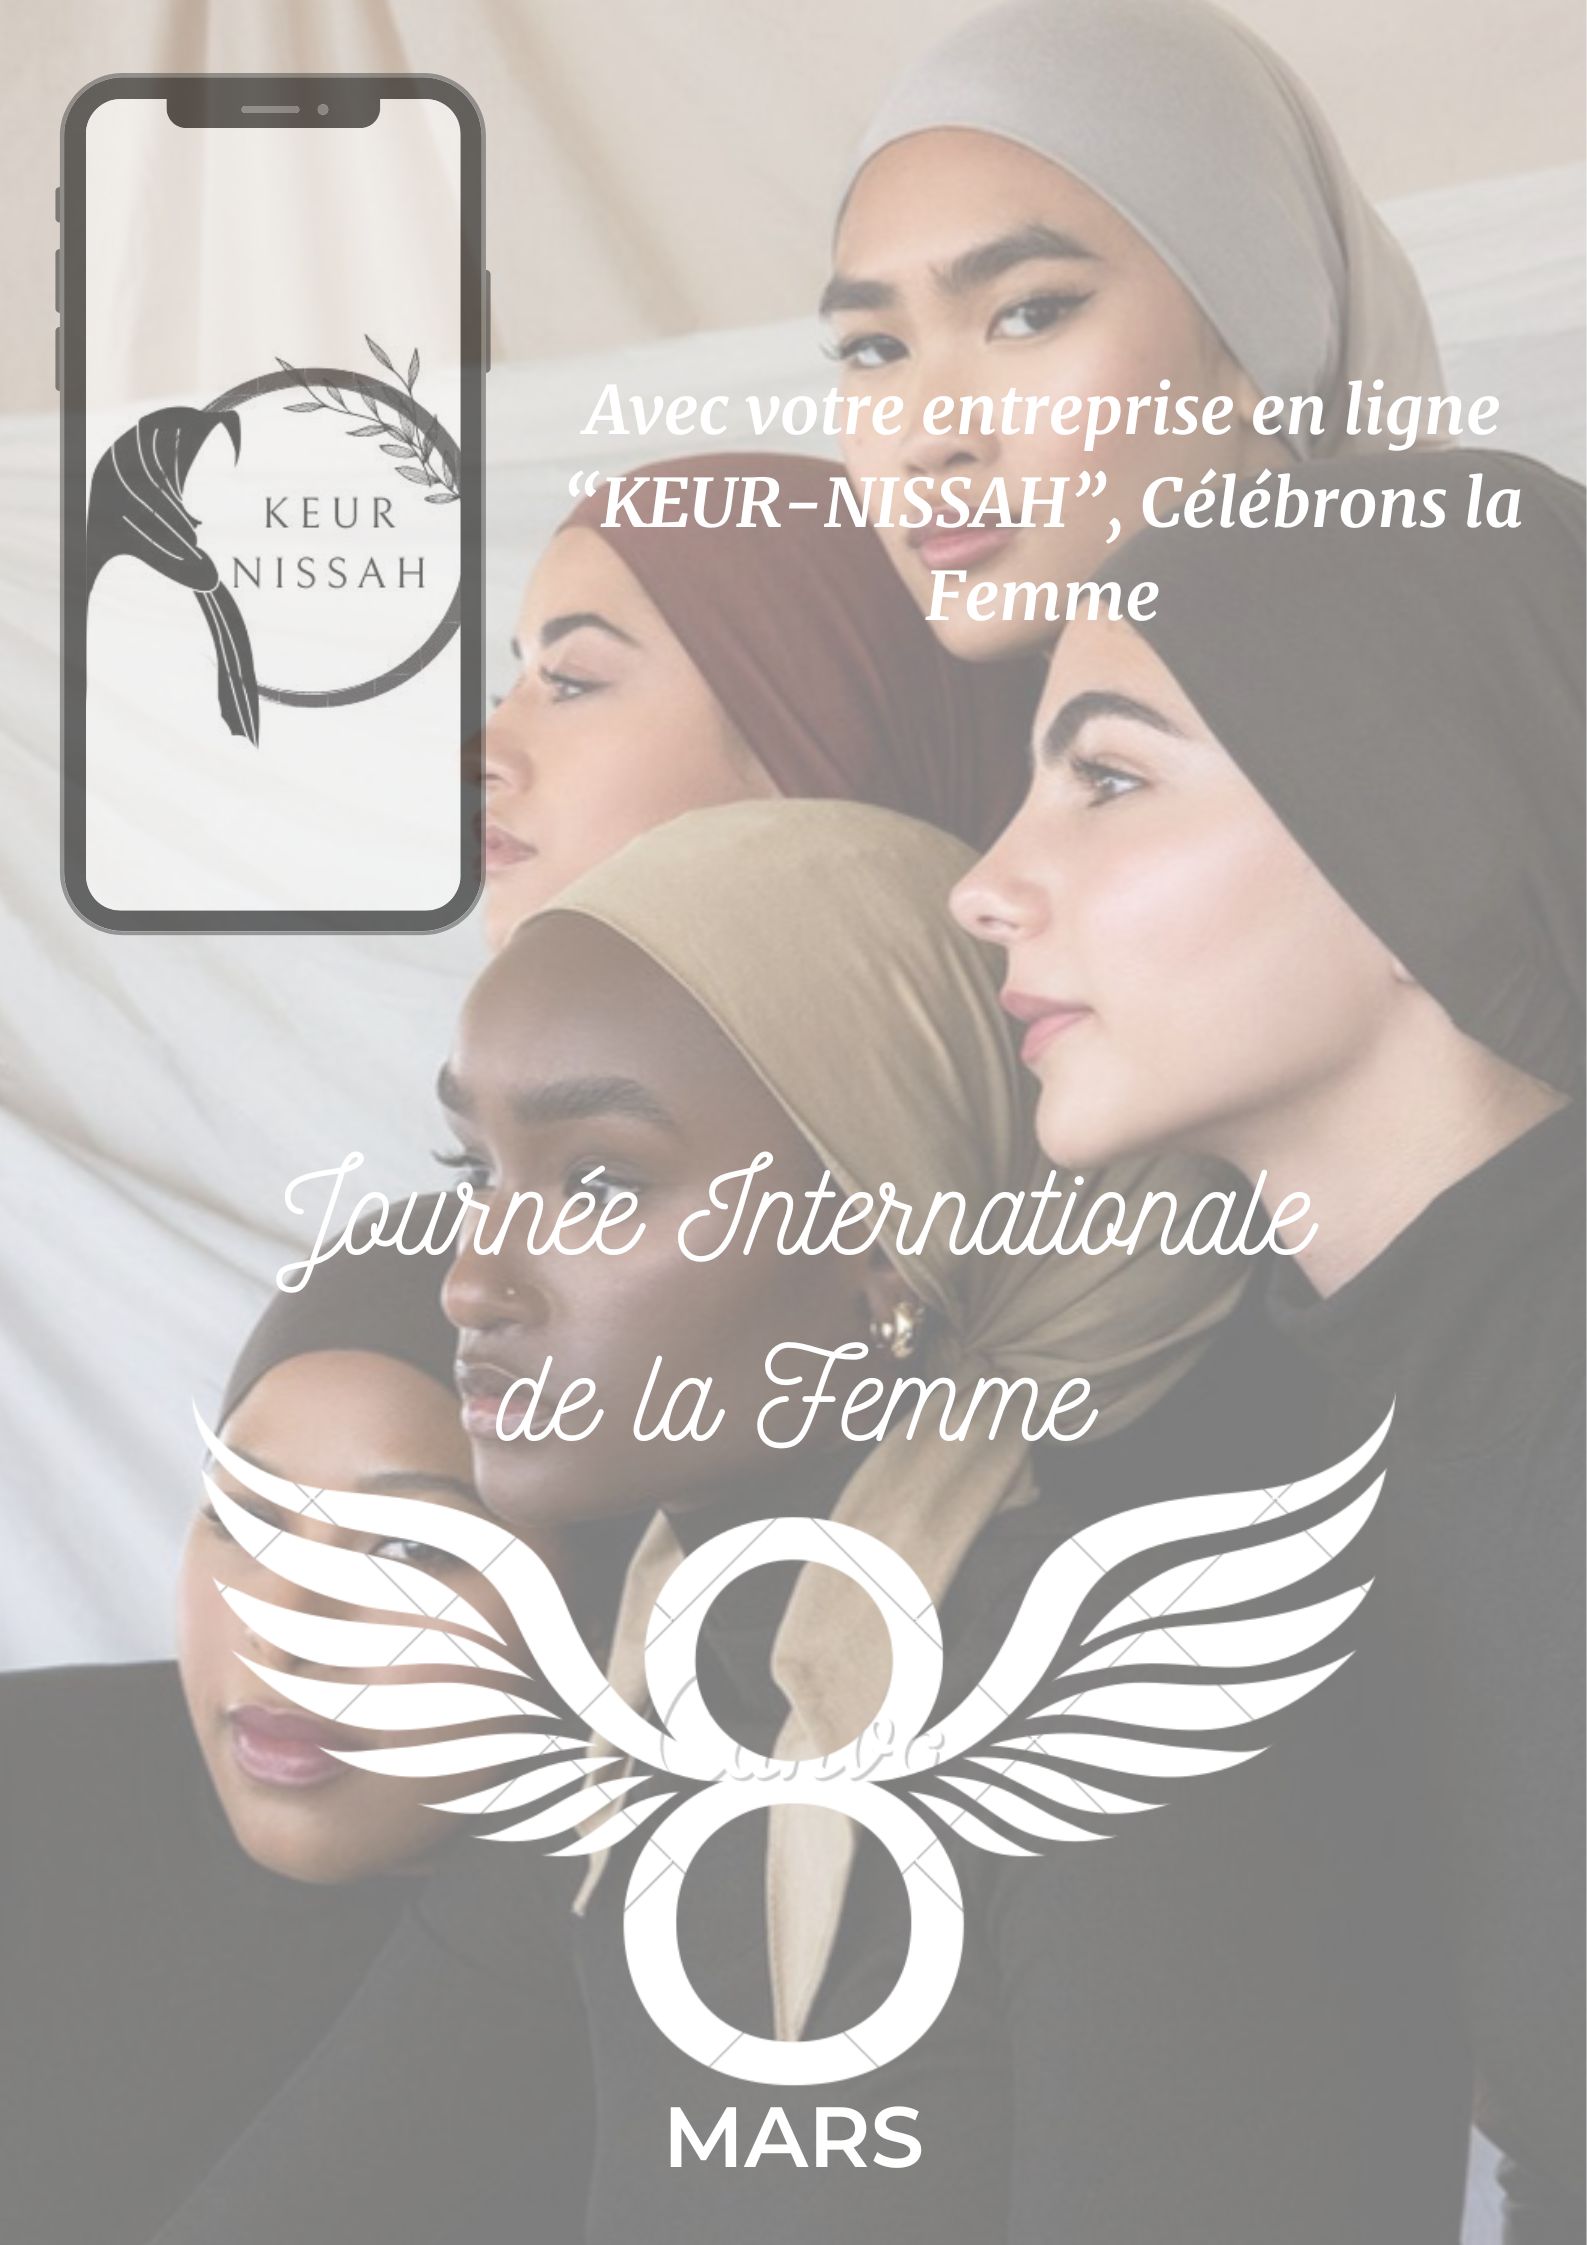 KEUR
NISSAH
Avec votre entreprise en ligne
“KEUR-NISSAH”, Célébrons la
Femme
Journée Internationale
de la Femme
8
Canva
MARS